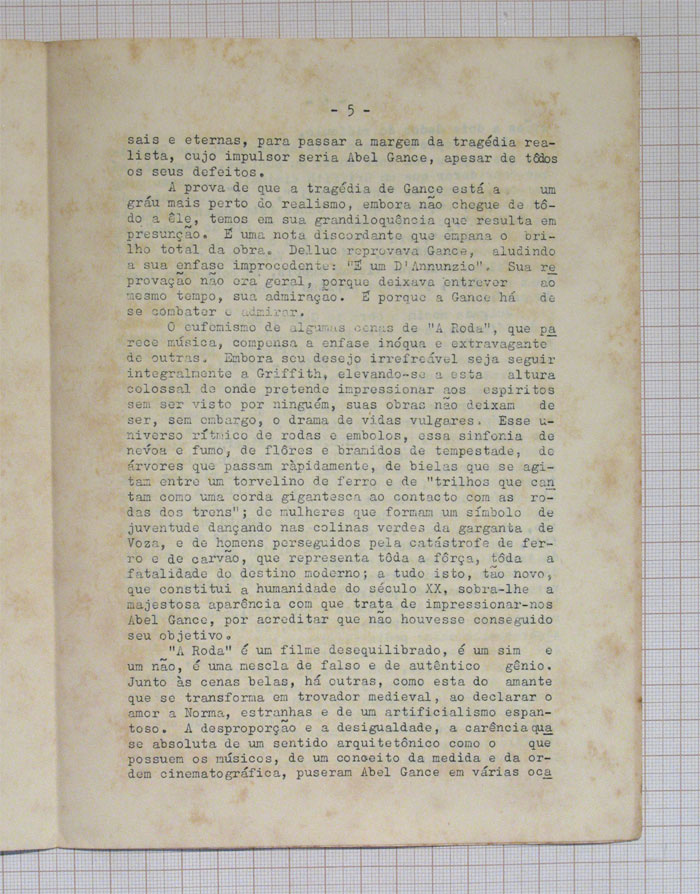 - 5 -
sais e eternas, para passar a margem da tragédia rea-
lista, cujo impulsor seria Abel Gance, apesar de tôdos
os seus defeitos.
A prova de que a tragédia de Gance está a um
gráu mais perto do realismo, embora não chegue de tô-
do a êle, temos em sua grandiloquência que resulta em
presunção. É uma nota discordante que empana o bri-
lho total da obra. Delluc reprovava Gance, aludindo
a sua enfase improcedente: "É um D'Annunzio". Sua re
provação não era geral, porque deixava entrever ao
mesmo tempo, sua admiração. É porque a Gance há de
se combater e admirar.
O eufemismo de algumas cenas de "A Roda", que pa
rece música, compensa a enfase inóqua e extravagante
de outras. Embora seu desejo irrefreável seja seguir
integralmente a Griffith, elevando-se a esta altura
colossal de onde pretende impressionar aos espiritos
sem ser visto por ninguém, suas obras não deixam de
ser, sem embargo, o drama de vidas vulgares. Esse u-
niverso rítmico de rodas e embolos, essa sinfonia de
nevoa e fumo, de flôres e bramidos de tempestade, de
árvores que passam ràpidamente, de bielas que se agi-
tam entre um torvelino de ferro e de "trilhos que can
tam como uma corda gigantesca ao contacto com as ro-
das dos trens"; de mulheres que formam um símbolo de
juventude dançando nas colinas verdes da garganta de
Voza, e de homens perseguidos pela catástrofe de fer-
ro e de carvão, que representa tôda a fôrça, tôda a
fatalidade do destino moderno; a tudo isto, tão novo,
que constitui a humanidade do século XX, sobra-lhe a
majestosa aparência com que trata de impressionar-nos
Abel Gance, por acreditar que não houvesse conseguido
seu objetivo.
"A Roda" é um filme desequilibrado, é um sim e
um não, é uma mescla de falso e de autêntico gênio.
Junto às cenas belas, há outras, como esta do amante
que se transforma em trovador medieval, ao declarar o
amor a Norma, estranhas e de um artificialismo espan-
toso. A desproporção e a desigualdade, a carência qua
se absoluta de um sentido arquitetônico como o que
possuem os músicos, de um conceito da medida e da or-
dem cinematográfica, puseram Abel Gance em várias oca